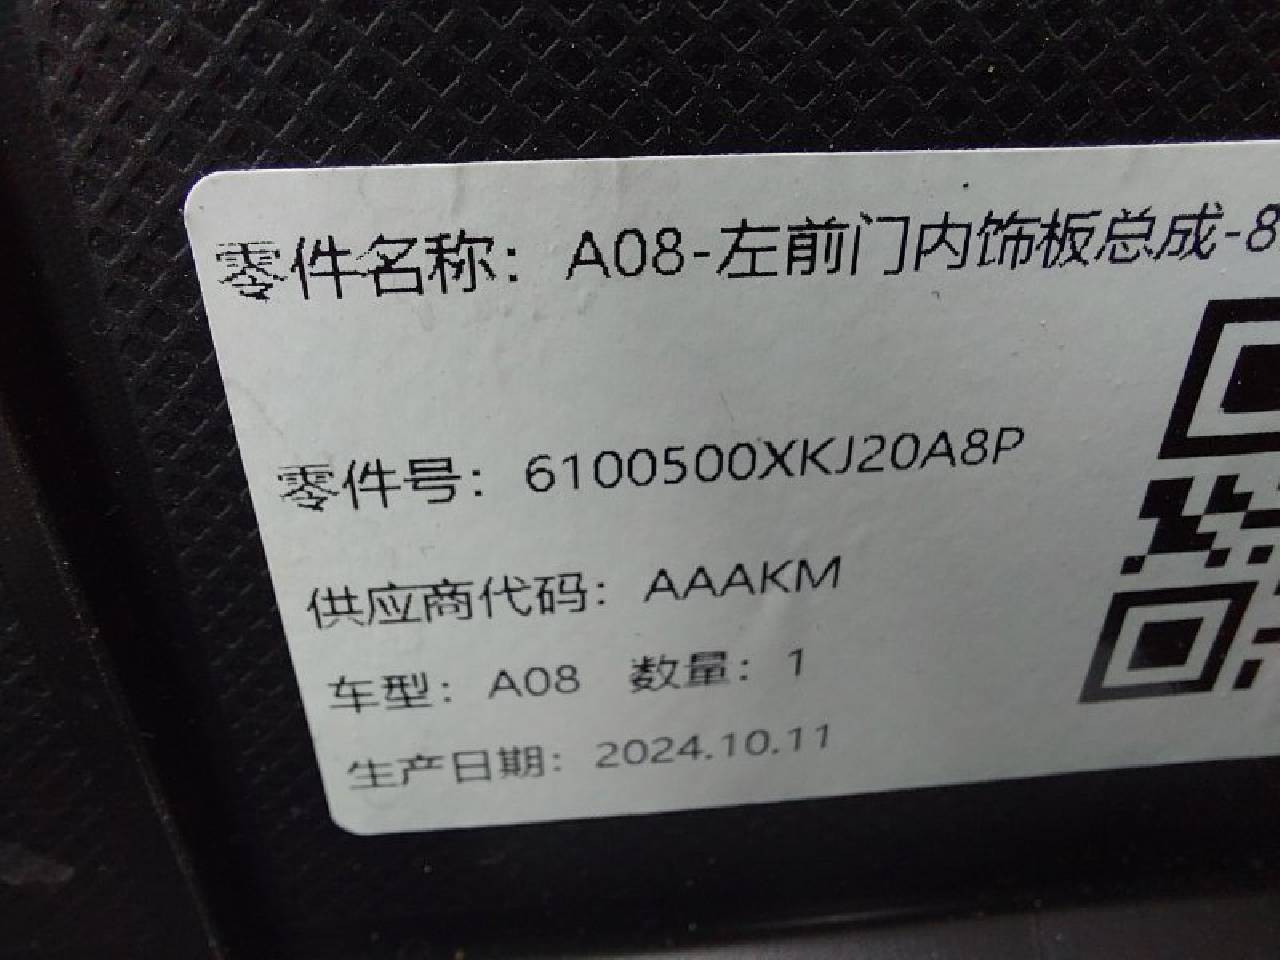 零件名称：A08-左前门内饰板总成-8
零件号：6100500XKJ20A8P
供应商代码：AAAKM
车型：A08 数量：1
生产日期：2024.10.11